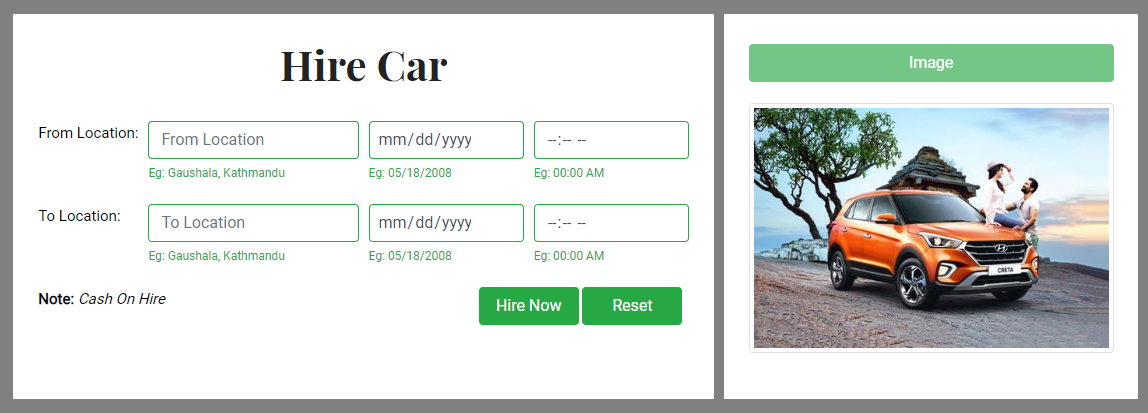 Hire Car
From Location: From Location mm/dd/yyyy --:-- --
Eg: Gaushala, Kathmandu Eg: 05/18/2008 Eg: 00:00 AM
To Location: To Location mm/dd/yyyy --:-- --
Eg: Gaushala, Kathmandu Eg: 05/18/2008 Eg: 00:00 AM
Note: Cash On Hire Hire Now Reset
Image
CRETA